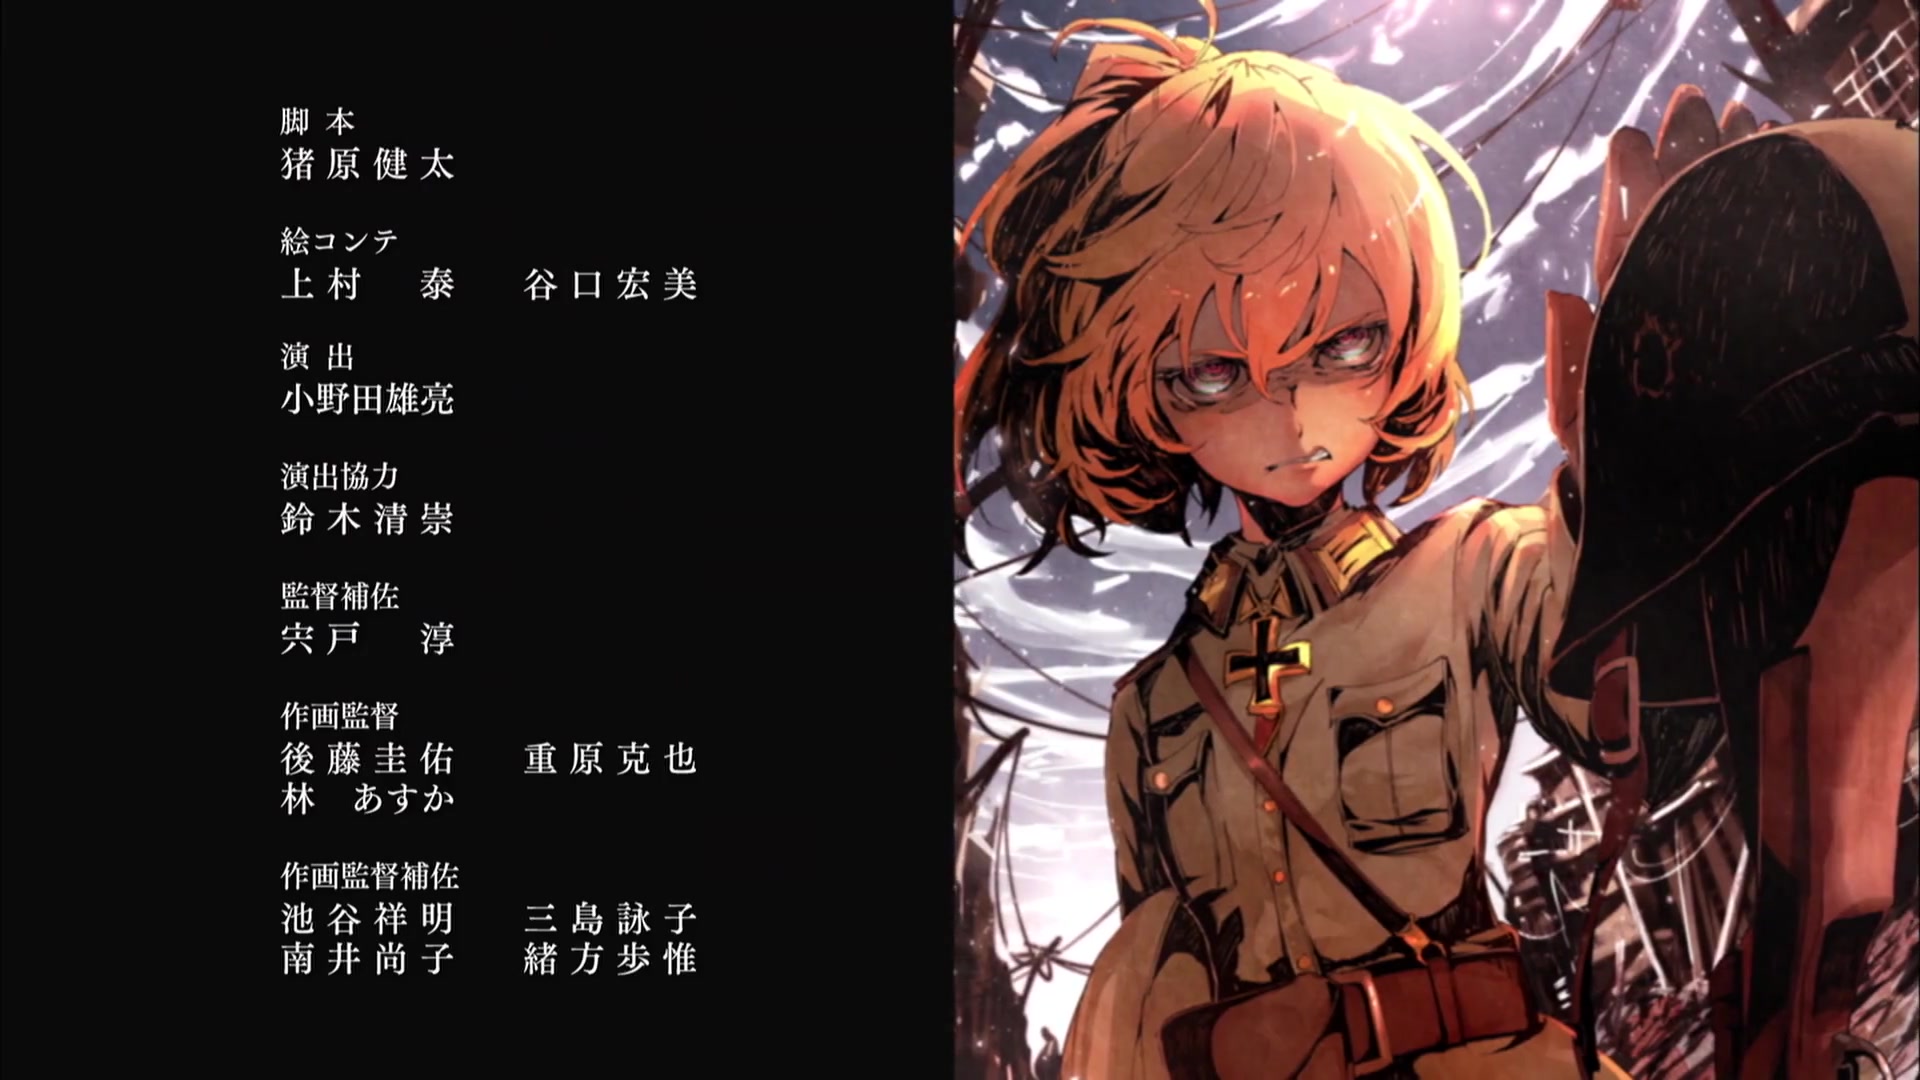 脚本
猪原健太
絵コンテ
上村 泰 谷口宏美
演出
小野田雄亮
演出協力
鈴木清崇
監督補佐
宍戸 淳
作画監督
後藤圭佑 重原克也
林 あすか
作画監督補佐
池谷祥明 三島詠子
南井尚子 緒方歩惟